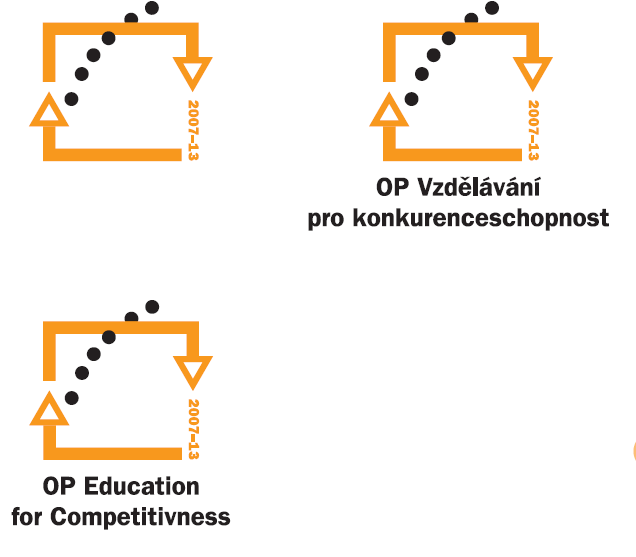 2007–13
2007–13
OP Vzdělávání
pro konkurenceschopnost
2007–13
OP Education
for Competitivness